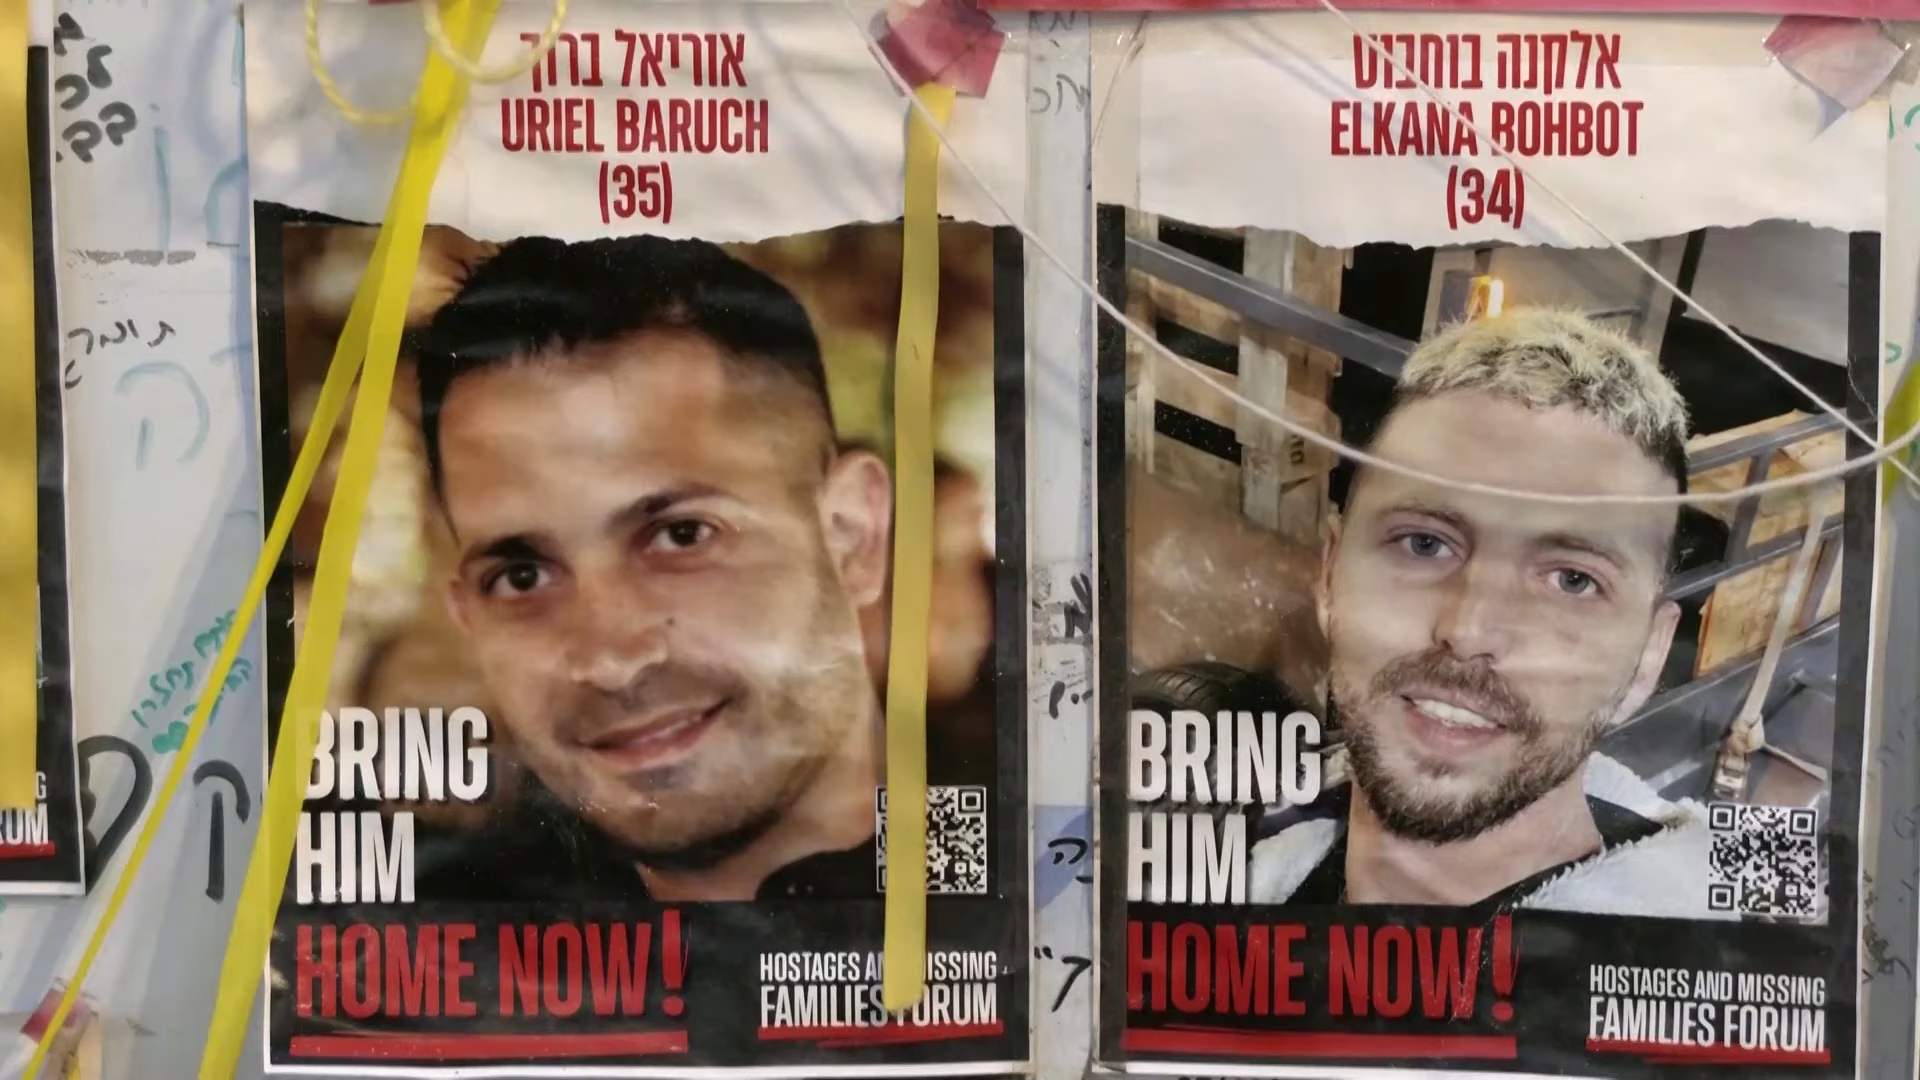 אוריאל ברוך
URIEL BARUCH
(35)
BRING
HIM
HOME NOW!
HOSTAGES AND MISSING
FAMILIES FORUM
אלקנה בוחבוט
ELKANA BOHBOT
(34)
BRING
HIM
HOME NOW!
HOSTAGES AND MISSING
FAMILIES FORUM